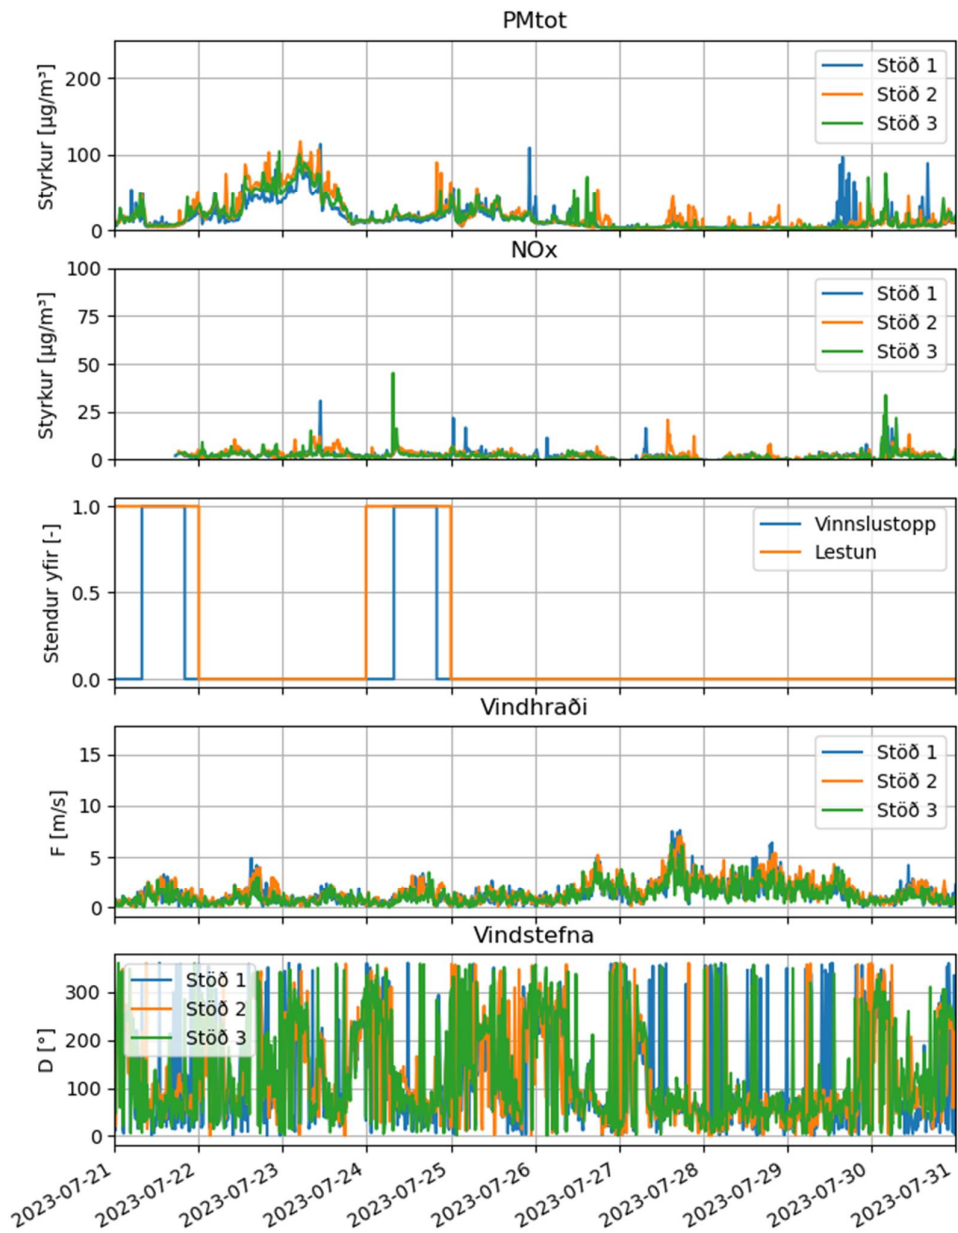 PMtot
Styrkur [µg/m³]
200
100
0
Stöð 1
Stöð 2
Stöð 3
NOx
Styrkur [µg/m³]
100
75
50
25
0
Stöð 1
Stöð 2
Stöð 3
Stendur yfir [-]
1.0
0.5
0.0
Vinnslustopp
Lestun
Vindhraði
F [m/s]
15
10
5
0
Stöð 1
Stöð 2
Stöð 3
Vindstefna
D [°]
300
200
100
0
Stöð 1
Stöð 2
Stöð 3
2023-07-21
2023-07-22
2023-07-23
2023-07-24
2023-07-25
2023-07-26
2023-07-27
2023-07-28
2023-07-29
2023-07-30
2023-07-31